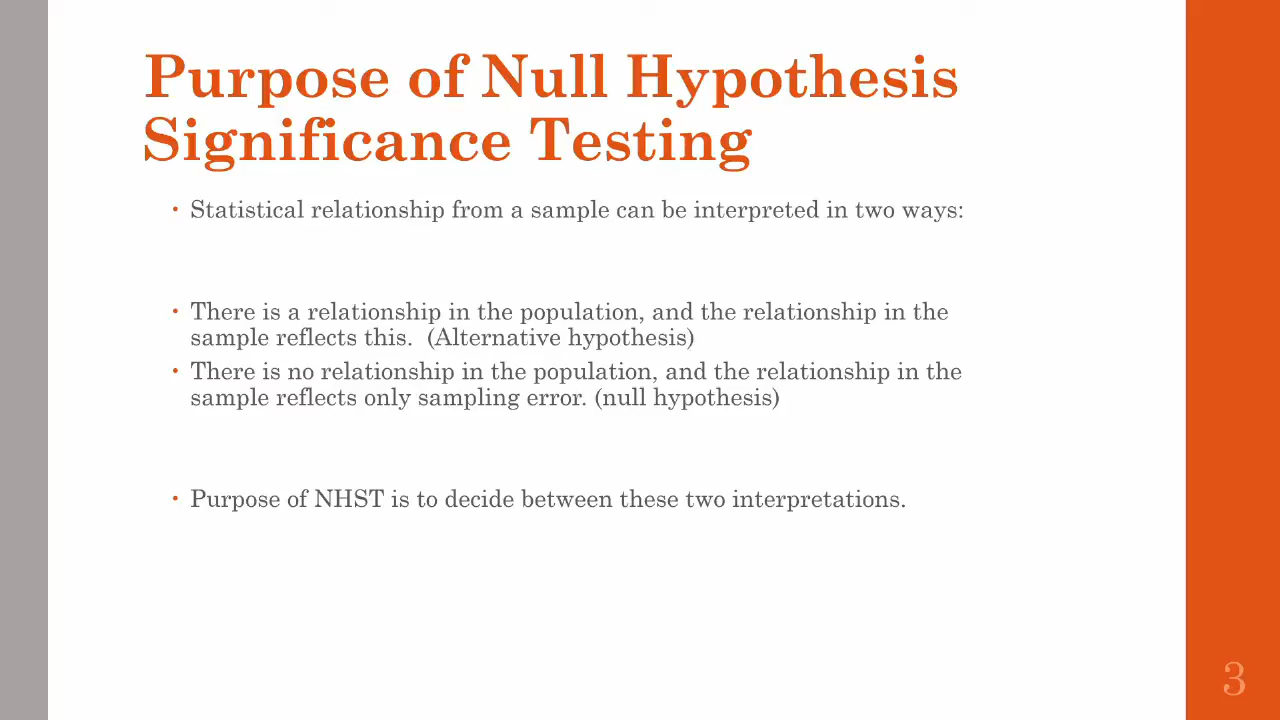 Purpose of Null Hypothesis
Significance Testing
• Statistical relationship from a sample can be interpreted in two ways:
• There is a relationship in the population, and the relationship in the
sample reflects this.  (Alternative hypothesis)
• There is no relationship in the population, and the relationship in the
sample reflects only sampling error. (null hypothesis)
• Purpose of NHST is to decide between these two interpretations.
3